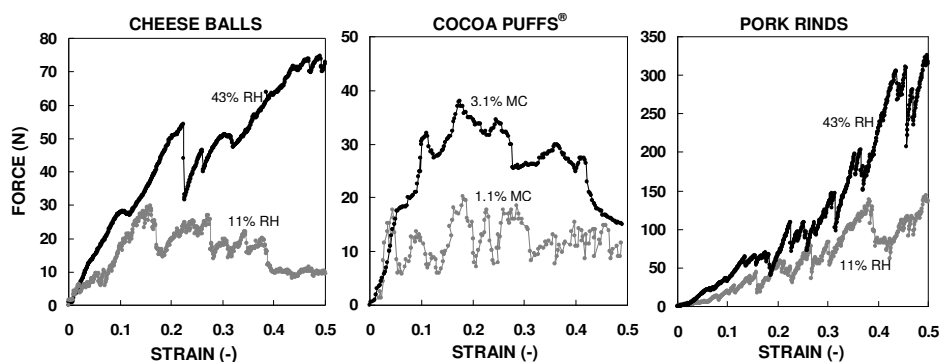 CHEESE BALLS
COCOA PUFFS®
PORK RINDS
FORCE (N)
80
70
60
50
40
30
20
10
0
43% RH
11% RH
0 0.1 0.2 0.3 0.4 0.5
STRAIN (-)
50
40
30
20
10
0
3.1% MC
1.1% MC
0 0.1 0.2 0.3 0.4 0.5
STRAIN (-)
350
300
250
200
150
100
50
0
43% RH
11% RH
0 0.1 0.2 0.3 0.4 0.5
STRAIN (-)